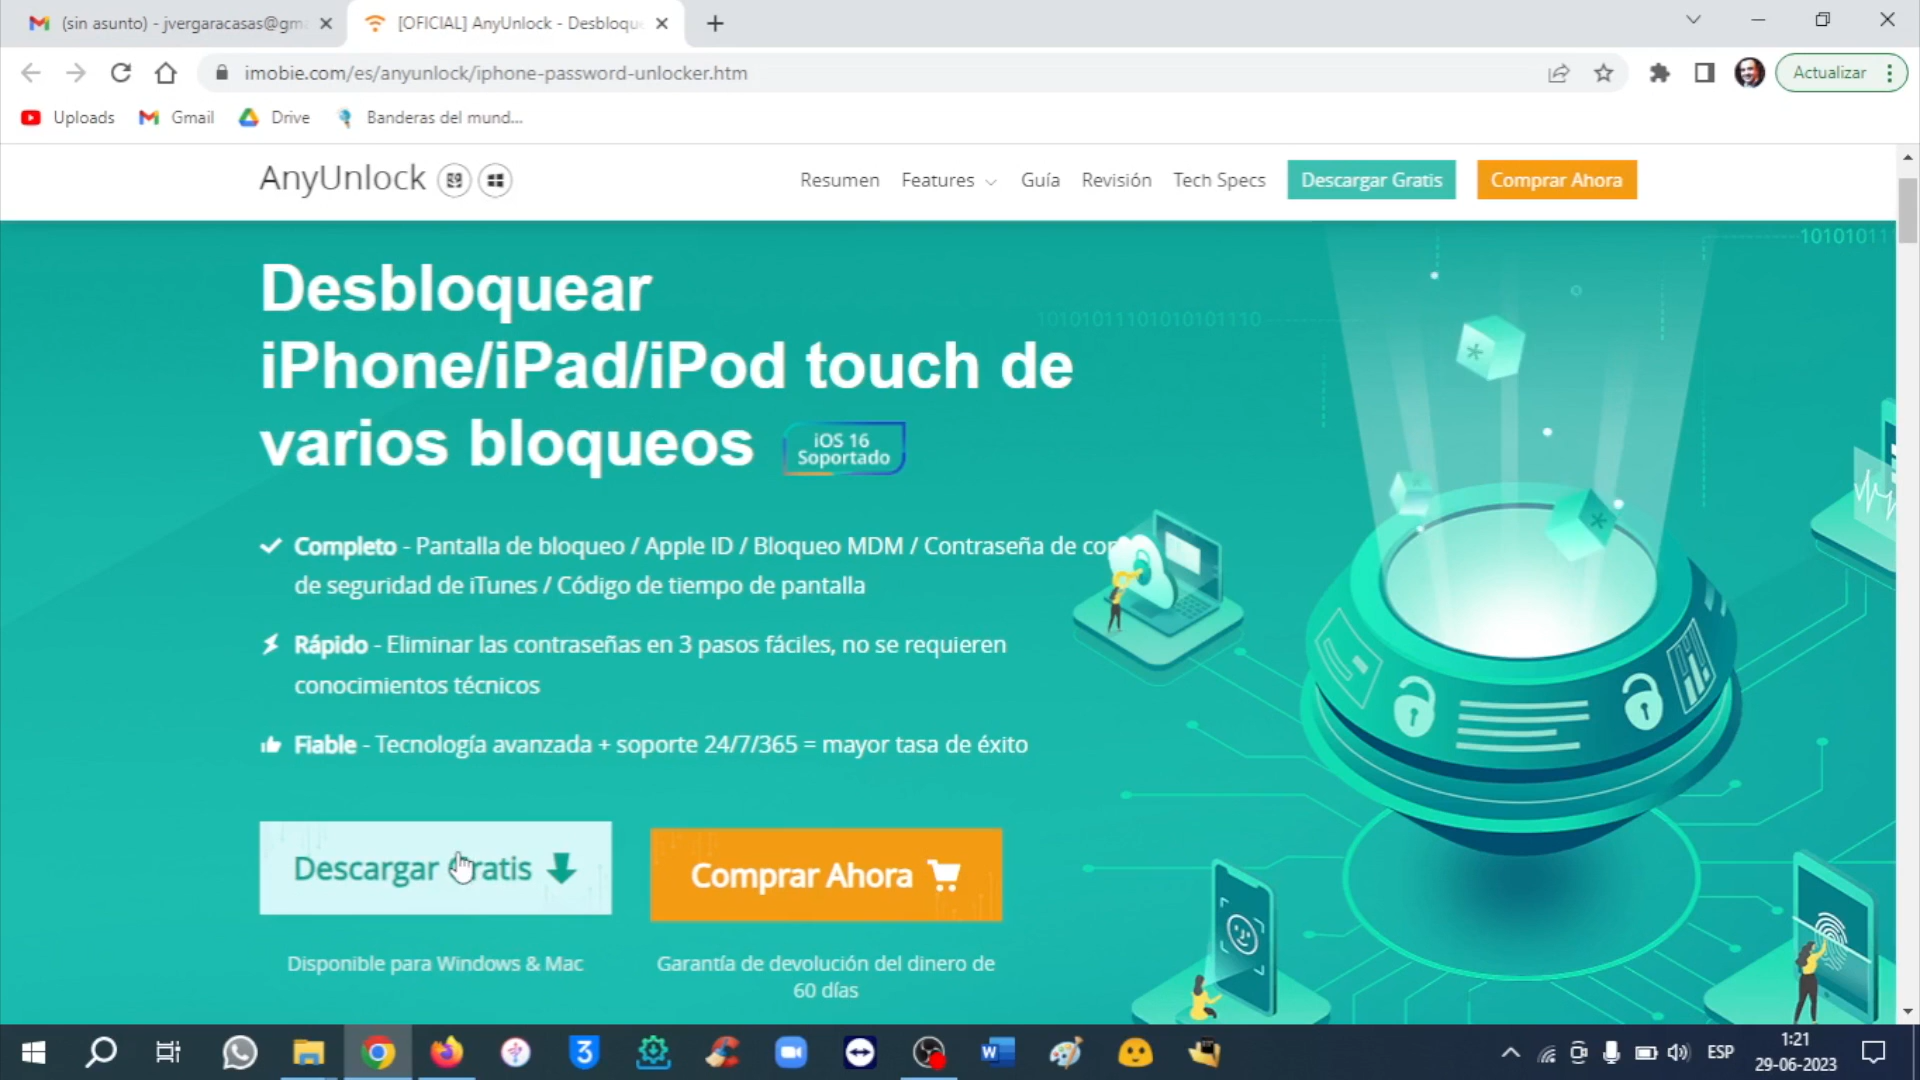 (sin asunto) - jvergaracasas@gm
[OFICIAL] AnyUnlock - Desbloque
imobie.com/es/anyunlock/iphone-password-unlocker.htm
Actualizar
Uploads
Gmail
Drive
Banderas del mund...
AnyUnlock
Resumen
Features
Guía
Revisión
Tech Specs
Descargar Gratis
Comprar Ahora
1010101110101010101110
10101011
Desbloquear
iPhone/iPad/iPod touch de
varios bloqueos
iOS 16
Soportado
Completo - Pantalla de bloqueo / Apple ID / Bloqueo MDM / Contraseña de cop
de seguridad de iTunes / Código de tiempo de pantalla
Rápido - Eliminar las contraseñas en 3 pasos fáciles, no se requieren
conocimientos técnicos
Fiable - Tecnología avanzada + soporte 24/7/365 = mayor tasa de éxito
Descargar Gratis
Comprar Ahora
Disponible para Windows & Mac
Garantía de devolución del dinero de
60 días
ESP
1:21
29-06-2023